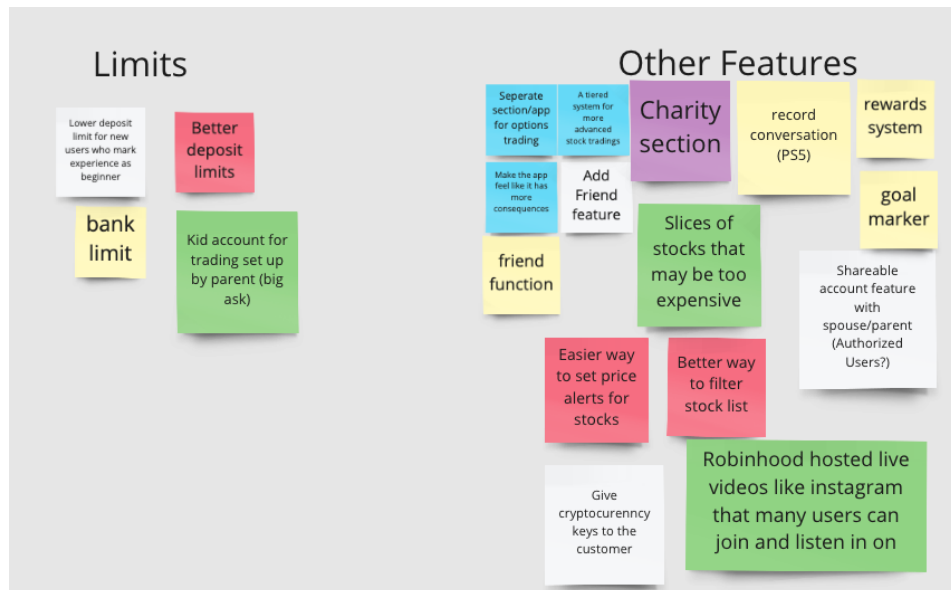 Limits
Lower deposit
limit for new
users who mark
experience as
beginner
Better
deposit
limits
bank
limit
Kid account for
trading set up
by parent (big
ask)
Other Features
Seperate
section/app
for options
trading
A tiered
system for
more
advanced
stock tradings
Charity
section
record
conversation
(PS5)
rewards
system
Make the app
feel like it has
more
consequences
Add
Friend
feature
goal
marker
friend
function
Slices of
stocks that
may be too
expensive
Shareable
account feature
with
spouse/parent
(Authorized
Users?)
Easier way
to set price
alerts for
stocks
Better way
to filter
stock list
Give
cryptocurenncy
keys to the
customer
Robinhood hosted live
videos like instagram
that many users can
join and listen in on